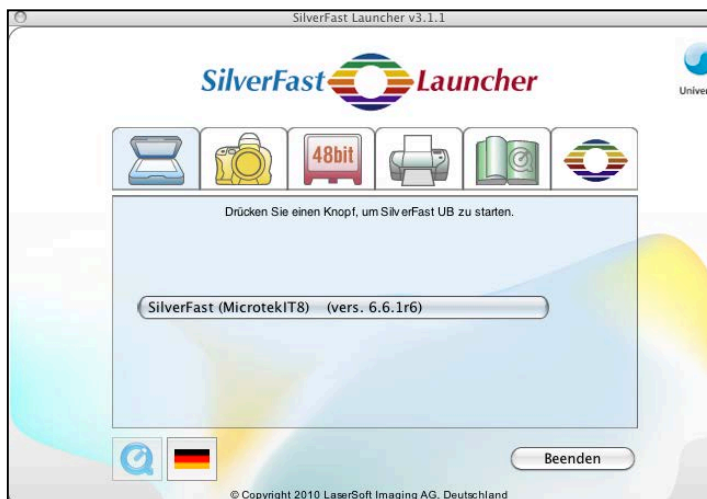 SilverFast Launcher v3.1.1
SilverFast Launcher
Univer
48bit
Drücken Sie einen Knopf, um SilverFast UB zu starten.
SilverFast (MicrotekIT8) (vers. 6.6.1r6)
Beenden
© Copyright 2010 LaserSoft Imaging AG, Deutschland